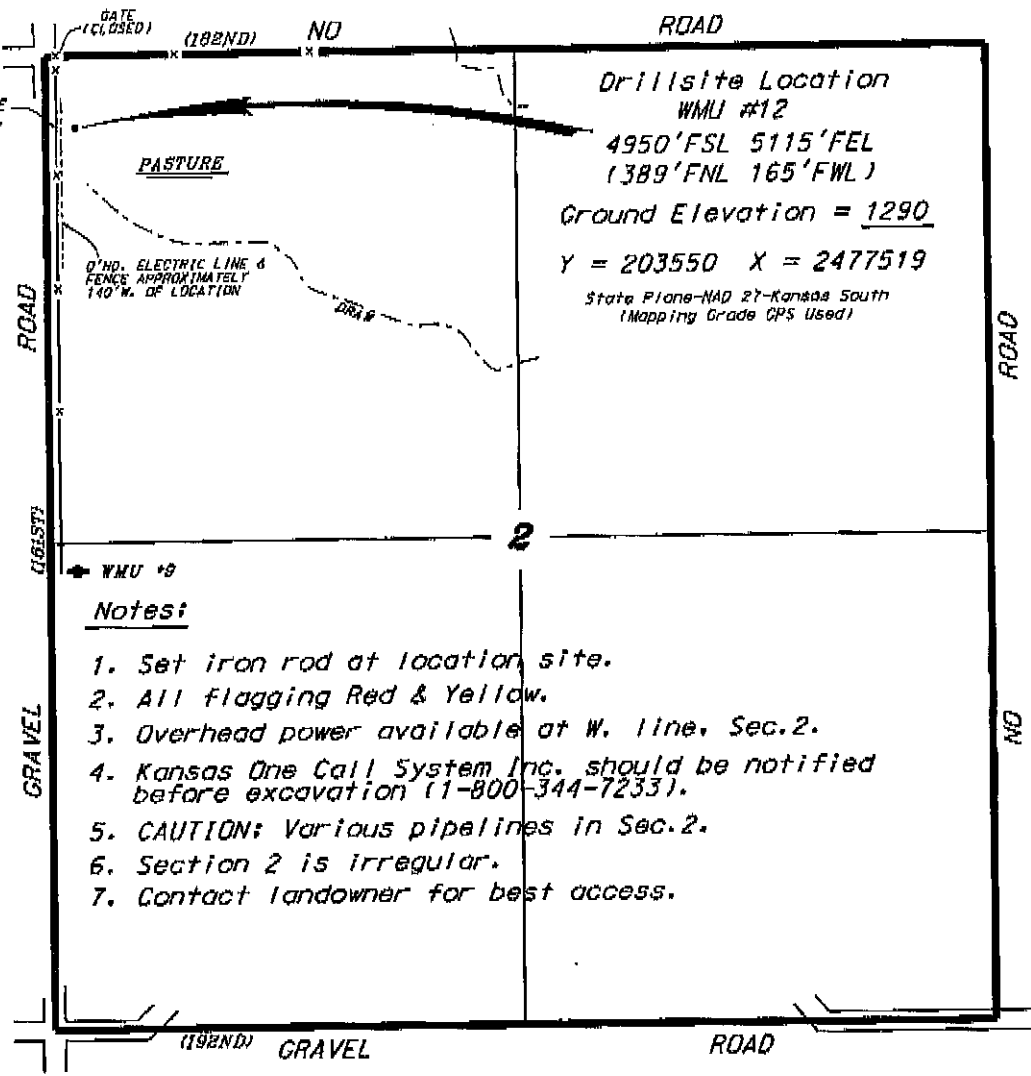 GATE
(CLOSED)
(182ND) NO ROAD
Drillsite Location
WMU #12
4950'FSL 5115'FEL
(389'FNL 165'FWL)
Ground Elevation = 1290
Y = 203550 X = 2477519
State Plane-NAD 27-Kansas South
(Mapping Grade GPS Used)
PASTURE
O'HD. ELECTRIC LINE &
FENCE APPROXIMATELY
140'W. OF LOCATION
DRAW
ROAD
ROAD
(161ST)
2
WMU #9
Notes:
1. Set iron rod at location site.
2. All flagging Red & Yellow.
3. Overhead power available at W. line, Sec.2.
4. Kansas One Call System Inc. should be notified
before excavation (1-800-344-7233).
5. CAUTION: Various pipelines in Sec.2.
6. Section 2 is irregular.
7. Contact landowner for best access.
GRAVEL
NO
(192ND) GRAVEL ROAD